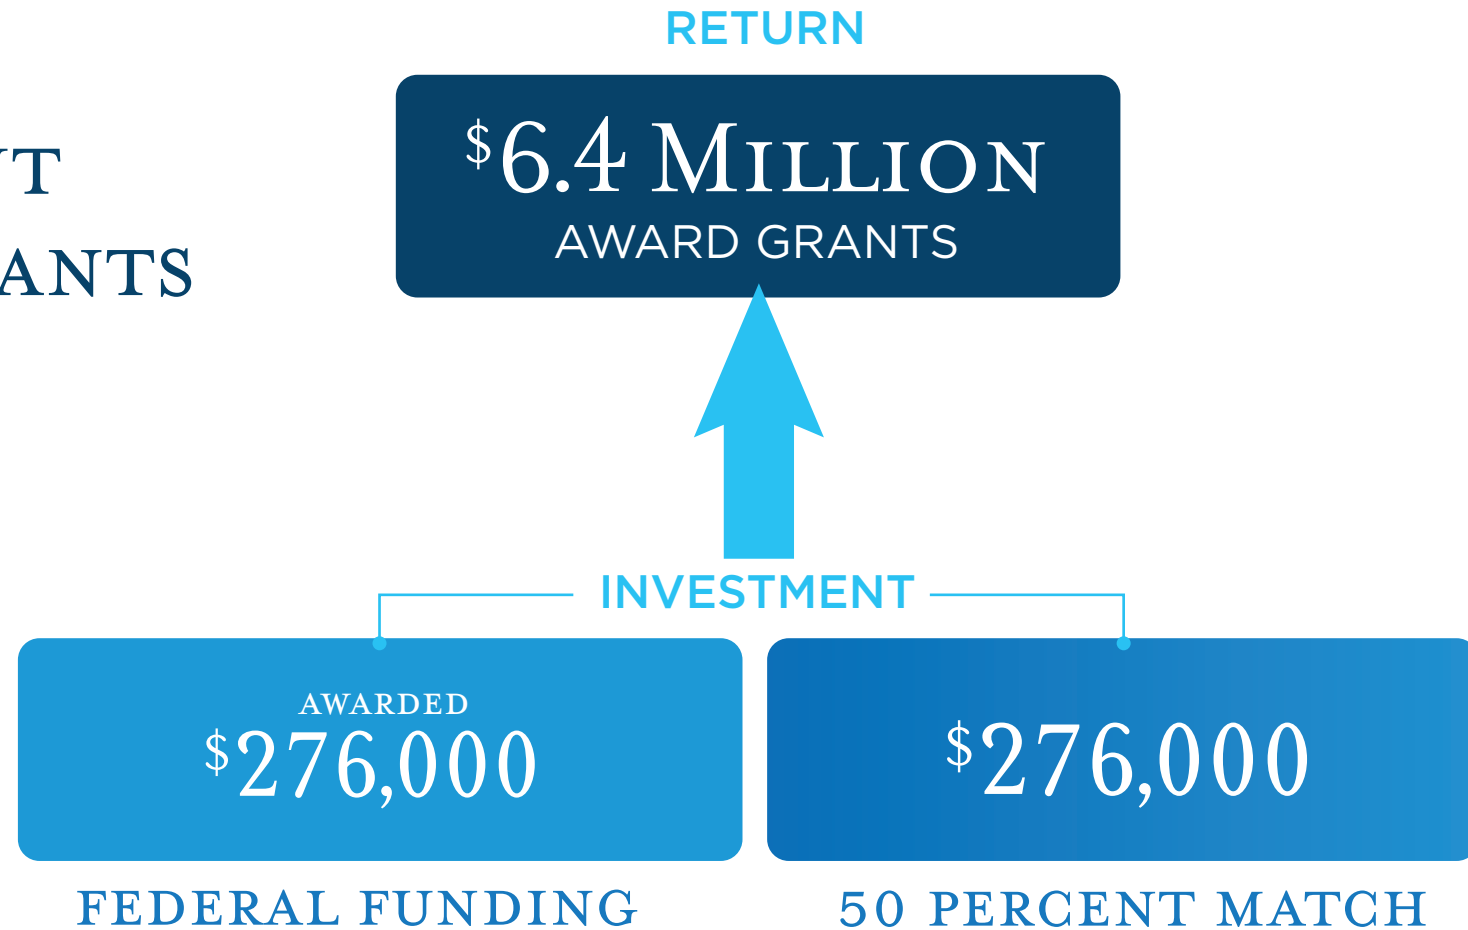 RETURN
$6.4 Million
AWARD GRANTS
INVESTMENT
AWARDED
$276,000
$276,000
FEDERAL FUNDING
50 PERCENT MATCH